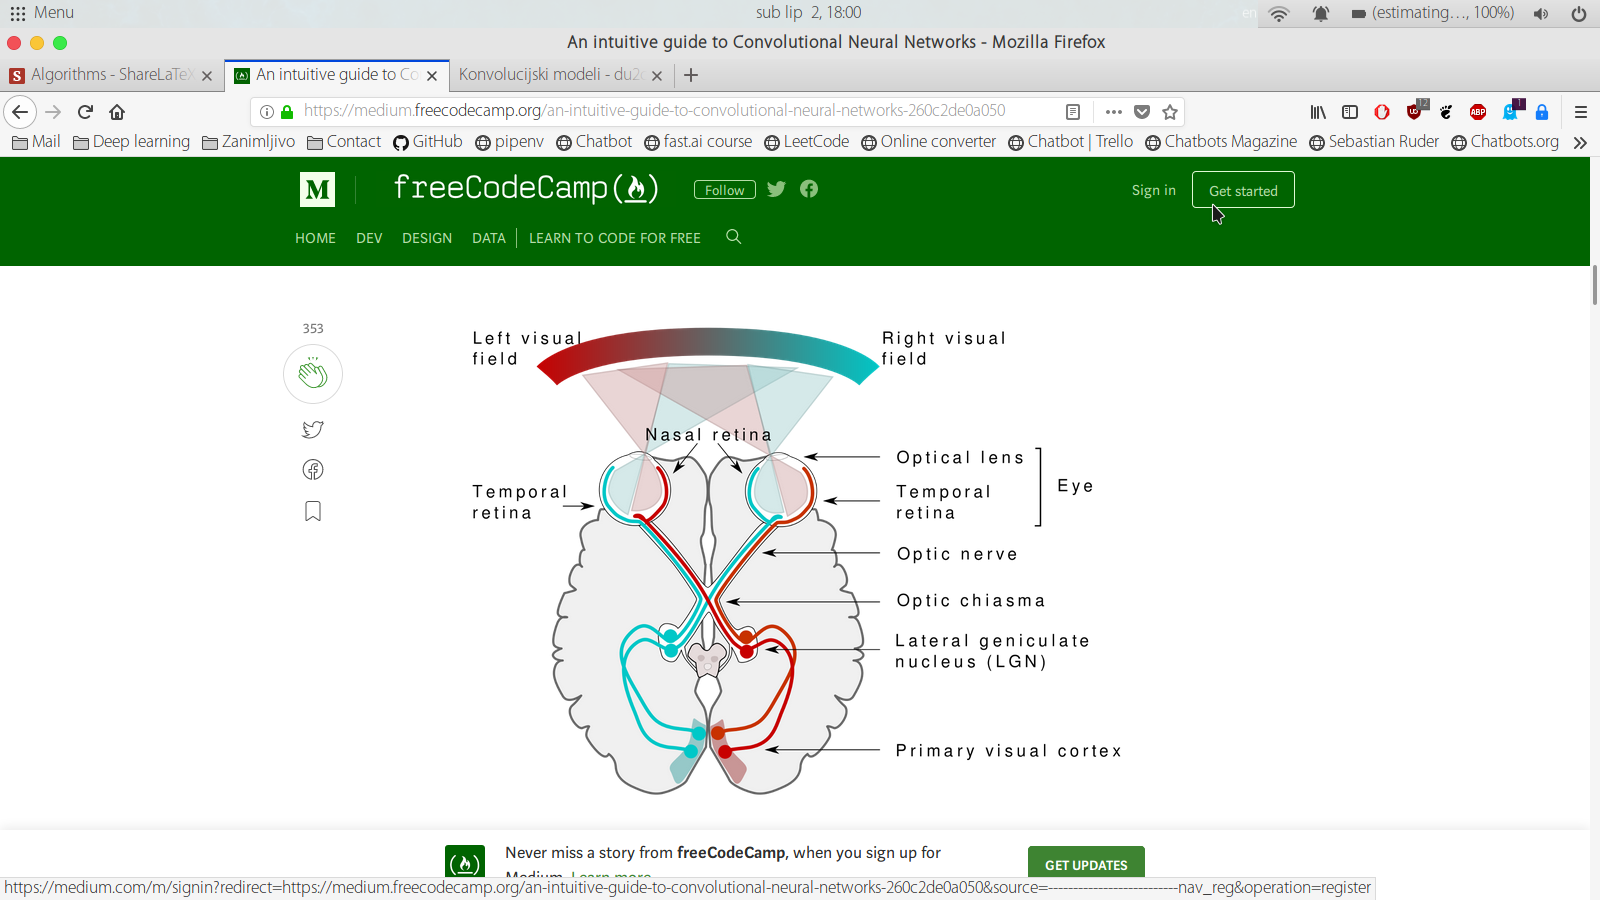 Menu
sub lip 2, 18:00
en
(estimating..., 100%)
An intuitive guide to Convolutional Neural Networks - Mozilla Firefox
Algorithms - ShareLaTeX
An intuitive guide to Co
Konvolucijski modeli - du2
https://medium.freecodecamp.org/an-intuitive-guide-to-convolutional-neural-networks-260c2de0a050
12
ABP
1
Mail
Deep learning
Zanimljivo
Contact
GitHub
pipenv
Chatbot
fast.ai course
LeetCode
Online converter
Chatbot | Trello
Chatbots Magazine
Sebastian Ruder
Chatbots.org
M
freeCodeCamp
Follow
Sign in
Get started
HOME
DEV
DESIGN
DATA
LEARN TO CODE FOR FREE
353
Left visual
field
Right visual
field
Nasal retina
Optical lens
Temporal
retina
Temporal
retina
Eye
Optic nerve
Optic chiasma
Lateral geniculate
nucleus (LGN)
Primary visual cortex
Never miss a story from freeCodeCamp, when you sign up for
Medium. Learn more
GET UPDATES
https://medium.com/m/signin?redirect=https://medium.freecodecamp.org/an-intuitive-guide-to-convolutional-neural-networks-260c2de0a050&source=--------------------------nav_reg&operation=register